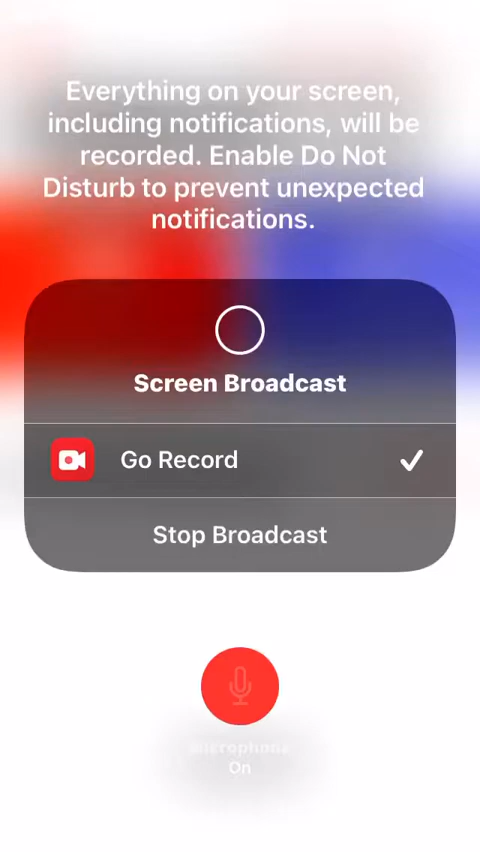 Everything on your screen,
including notifications, will be
recorded. Enable Do Not
Disturb to prevent unexpected
notifications.
Screen Broadcast
Go Record
Stop Broadcast
Microphone
On